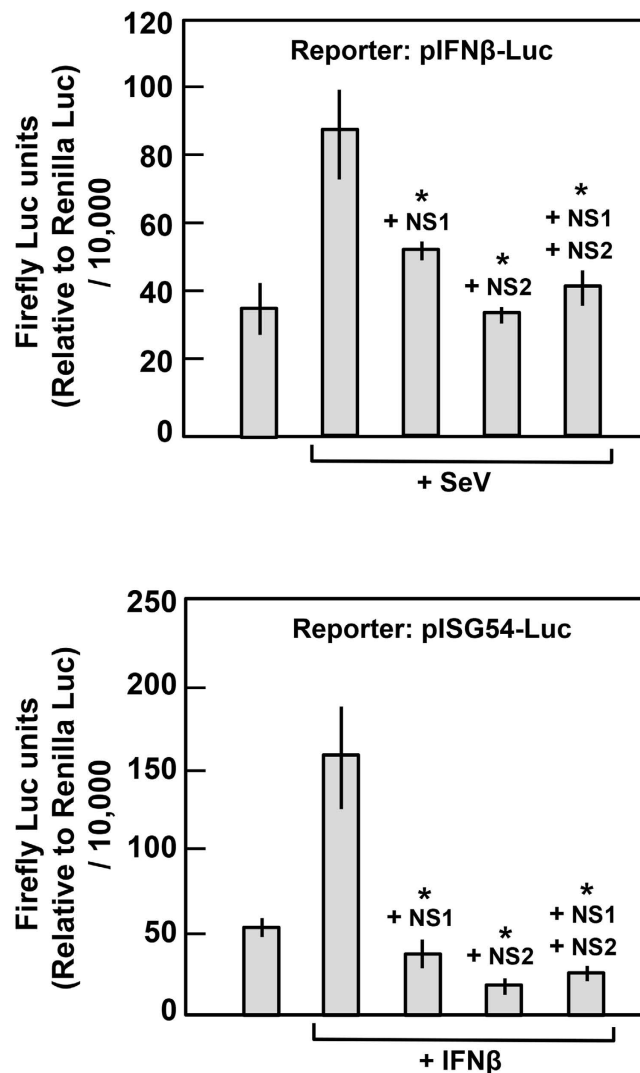 120
Reporter: pIFNβ-Luc
100
80
60
40
20
0
Firefly Luc units
(Relative to Renilla Luc)
/ 10,000
*
+ NS1
*
+ NS2
*
+ NS1
+ NS2
+ SeV
250
Reporter: pISG54-Luc
200
150
100
50
0
Firefly Luc units
(Relative to Renilla Luc)
/ 10,000
*
+ NS1
*
+ NS2
*
+ NS1
+ NS2
+ IFNβ